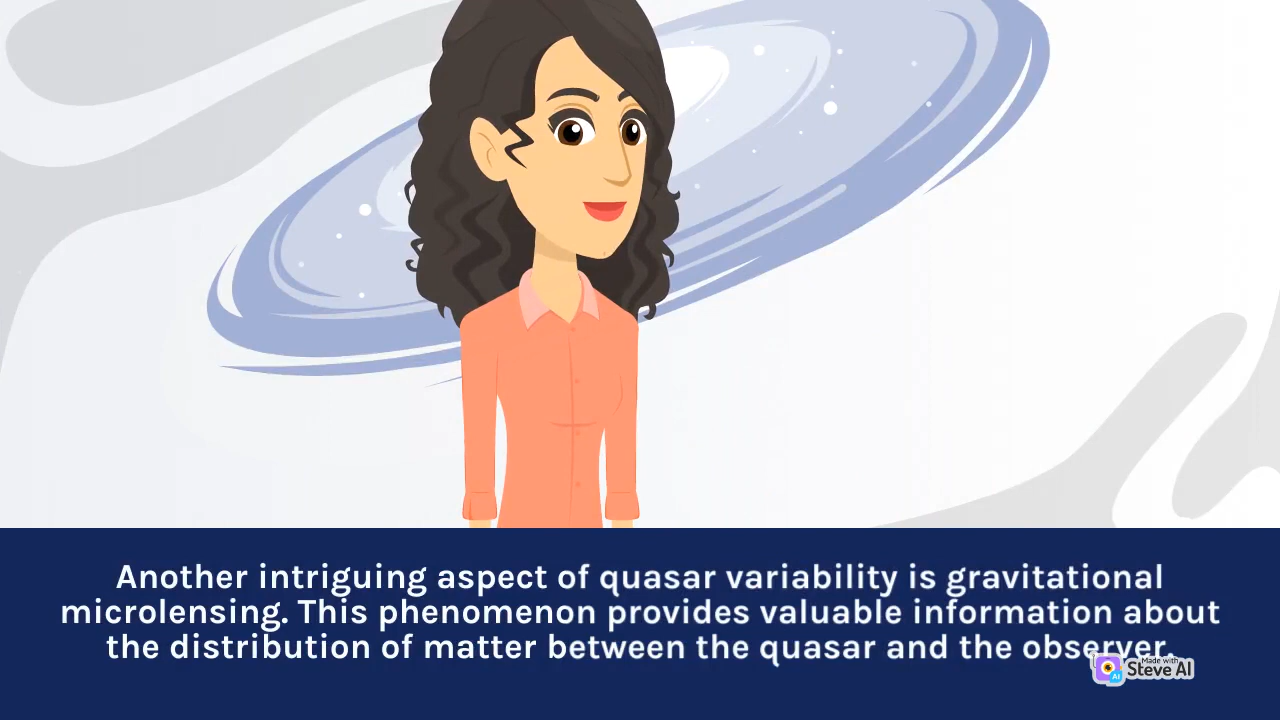 Another intriguing aspect of quasar variability is gravitational
microlensing. This phenomenon provides valuable information about
the distribution of matter between the quasar and the observer.
Made with
Steve AI
AI